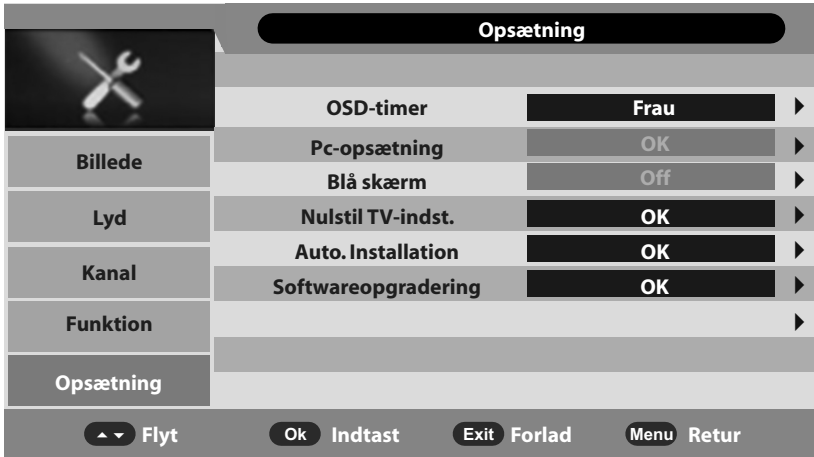 Opsætning
OSD-timer Frau
Pc-opsætning OK
Blå skærm Off
Nulstil TV-indst. OK
Auto. Installation OK
Softwareopgradering OK
Billede
Lyd
Kanal
Funktion
Opsætning
Flyt Ok Indtast Exit Forlad Menu Retur